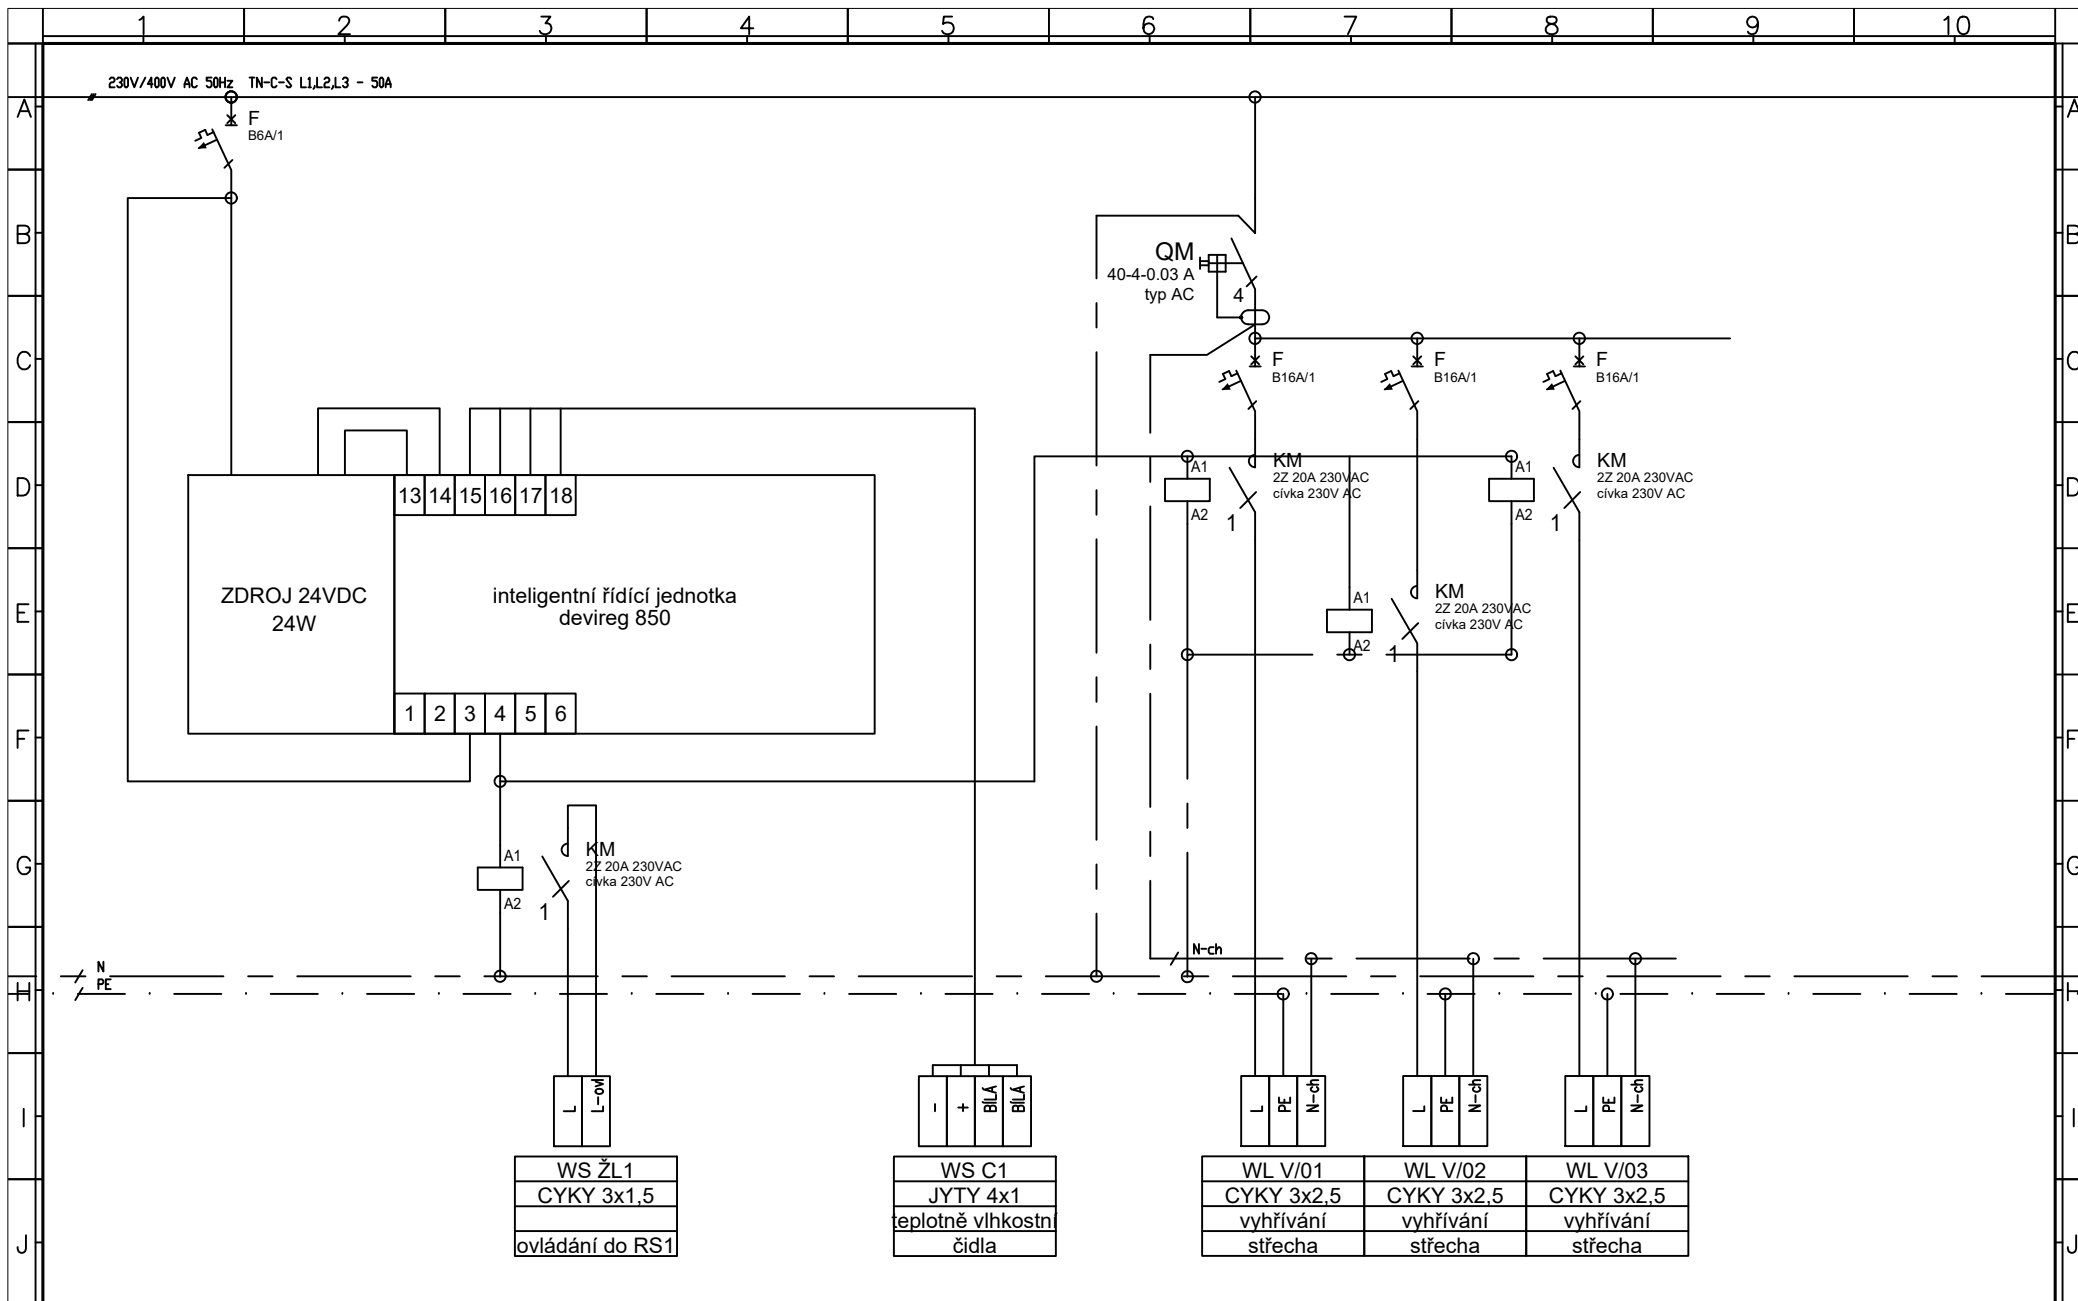 1 2 3 4 5 6 7 8 9 10
230V/400V AC 50Hz TN-C-S L1,L2,L3 - 50A
A A
F
B6A/1
B B
QM
40-4-0.03 A
typ AC
4
C C
F F F
B16A/1 B16A/1 B16A/1
D D
13 14 15 16 17 18
A1 KM A1 KM
2Z 20A 230VAC 2Z 20A 230VAC
cívka 230V AC cívka 230V AC
A2 1 A2 1
E E
ZDROJ 24VDC
24W
inteligentní řídící jednotka
devireg 850
A1 KM
2Z 20A 230VAC
cívka 230V AC
A2 1
1 2 3 4 5 6
F F
G G
A1 KM
2Z 20A 230VAC
cívka 230V AC
A2 1
N-ch
N
PE
H H
L L-ovl
- + BÍLÁ BÍLÁ
L PE N-ch L PE N-ch L PE N-ch
I I
WS ŽL1 WS C1 WL V/01 WL V/02 WL V/03
CYKY 3x1,5 JYTY 4x1 CYKY 3x2,5 CYKY 3x2,5 CYKY 3x2,5
teplotně vlhkostní vyhřívání vyhřívání vyhřívání
ovládání do RS1 čidla střecha střecha střecha
J J